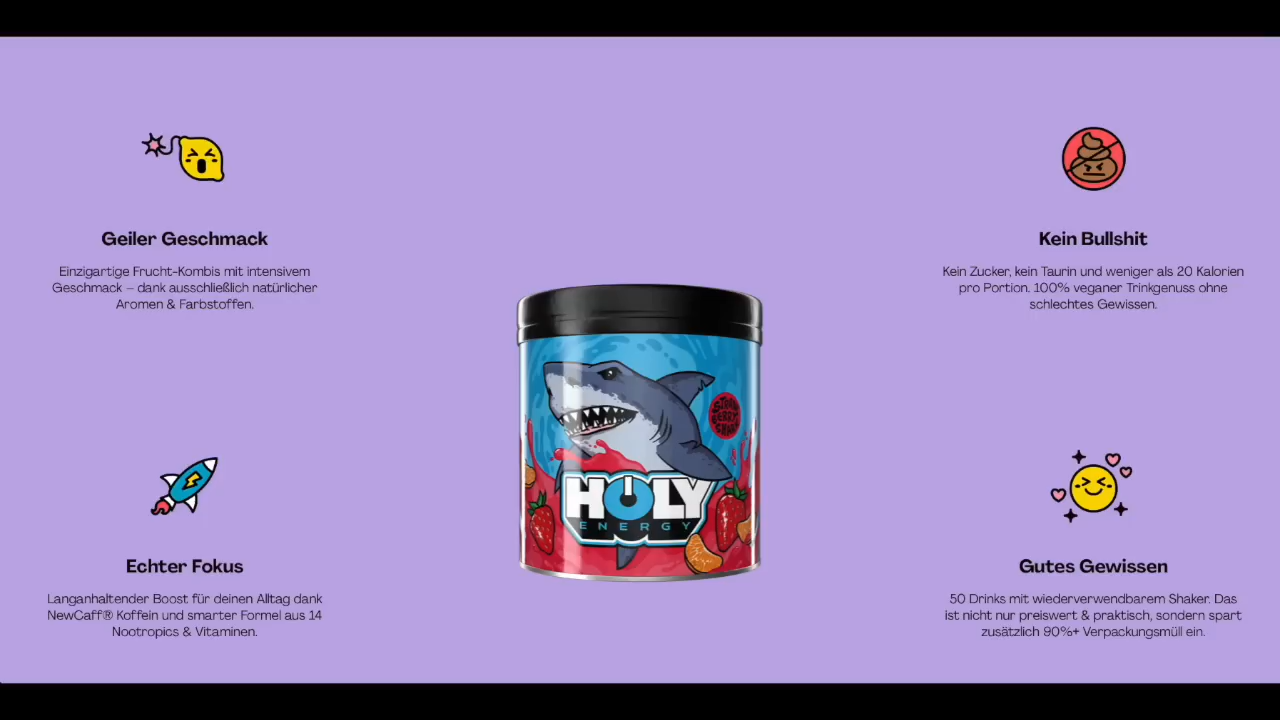 Geiler Geschmack
Einzigartige Frucht-Kombis mit intensivem
Geschmack – dank ausschließlich natürlicher
Aromen & Farbstoffen.
Kein Bullshit
Kein Zucker, kein Taurin und weniger als 20 Kalorien
pro Portion. 100% veganer Trinkgenuss ohne
schlechtes Gewissen.
HOLY
ENERGY
Echter Fokus
Langanhaltender Boost für deinen Alltag dank
NewCaff® Koffein und smarter Formel aus 14
Nootropics & Vitaminen.
Gutes Gewissen
50 Drinks mit wiederverwendbarem Shaker. Das
ist nicht nur preiswert & praktisch, sondern spart
zusätzlich 90%+ Verpackungsmüll ein.